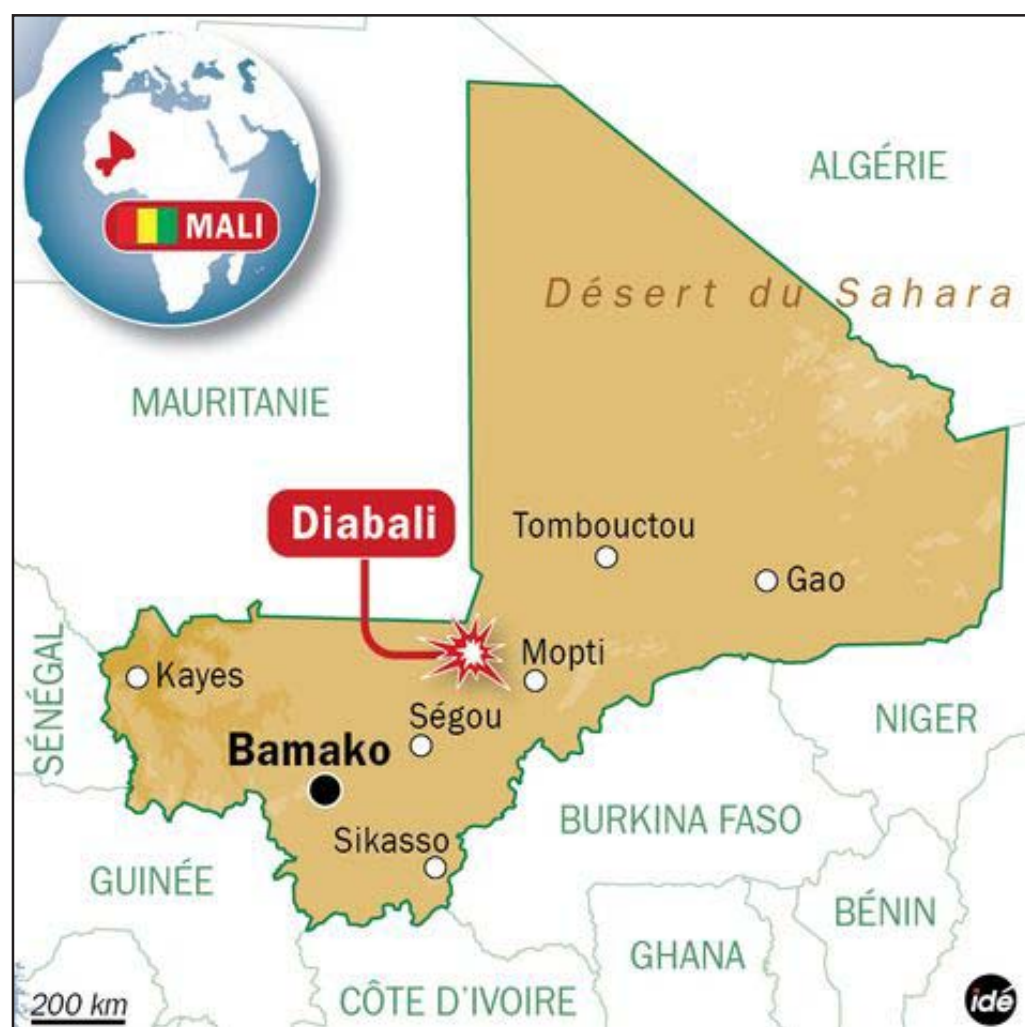 MALI
ALGÉRIE
Désert du Sahara
MAURITANIE
Diabali
Tombouctou
Gao
Mopti
Kayes
SÉNÉGAL
Ségou
NIGER
Bamako
BURKINA FASO
Sikasso
GUINÉE
BÉNIN
GHANA
CÔTE D'IVOIRE
200 km
idé